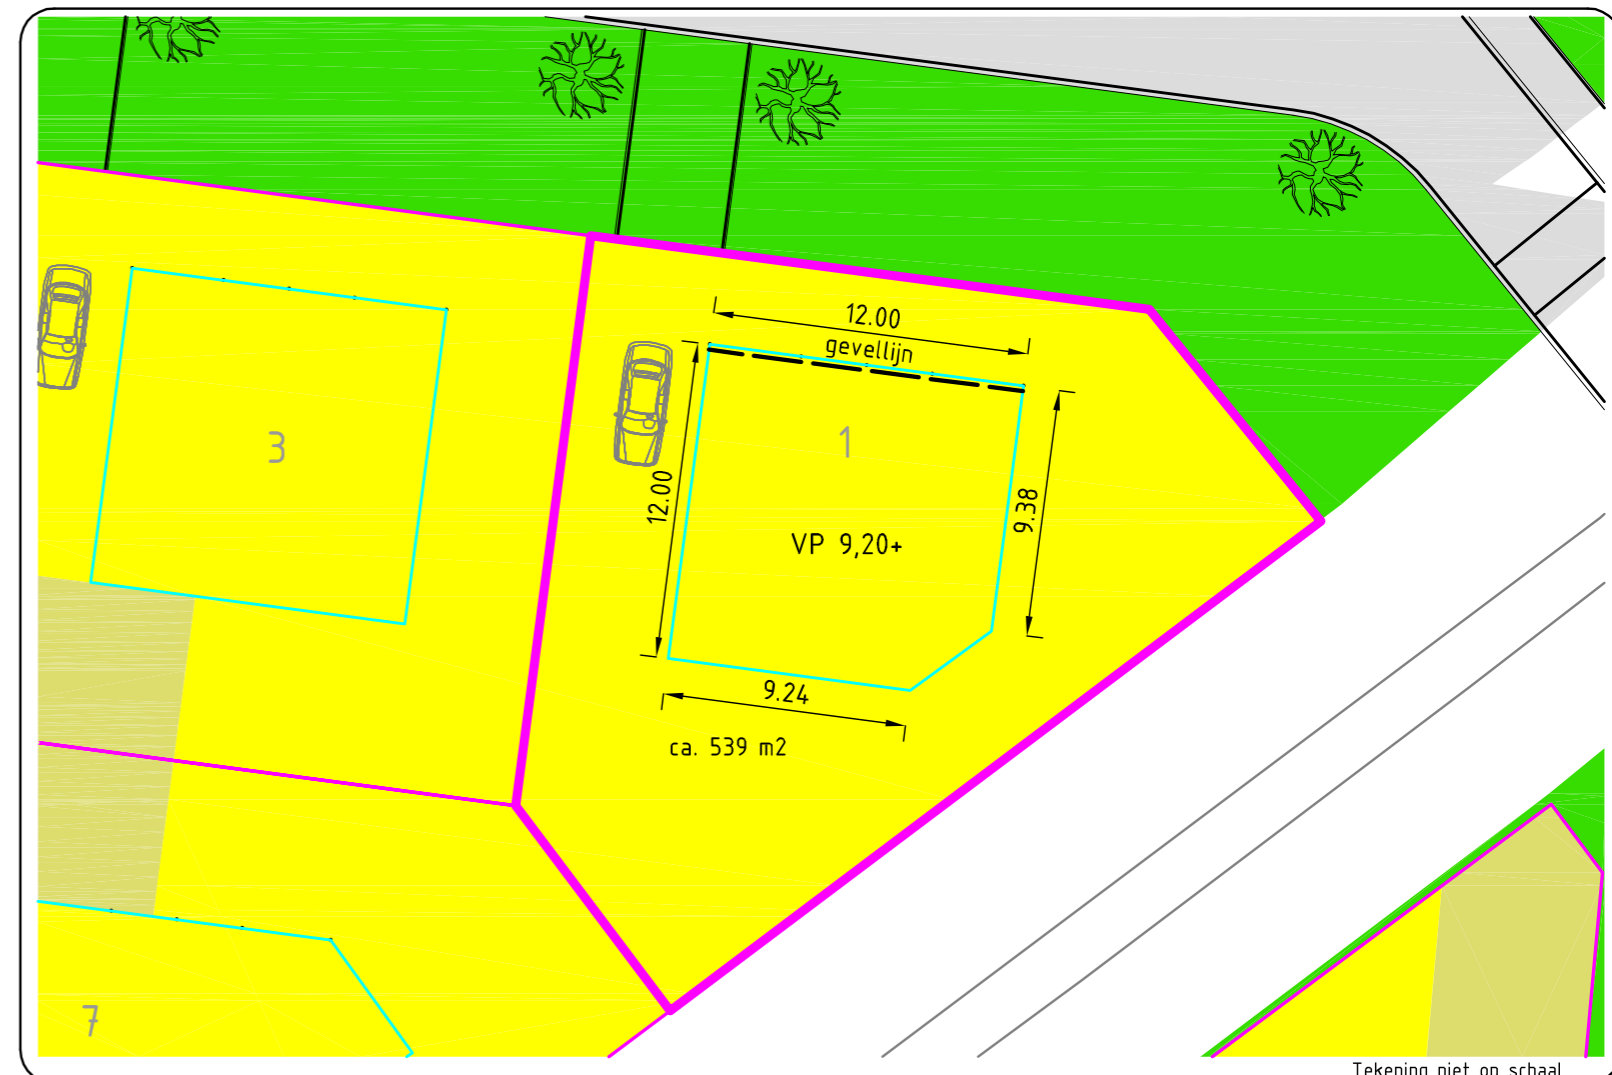 12.00
gevellijn
3
1
12.00
9.38
VP 9,20+
9.24
ca. 539 m2
7
Tekening niet op schaal